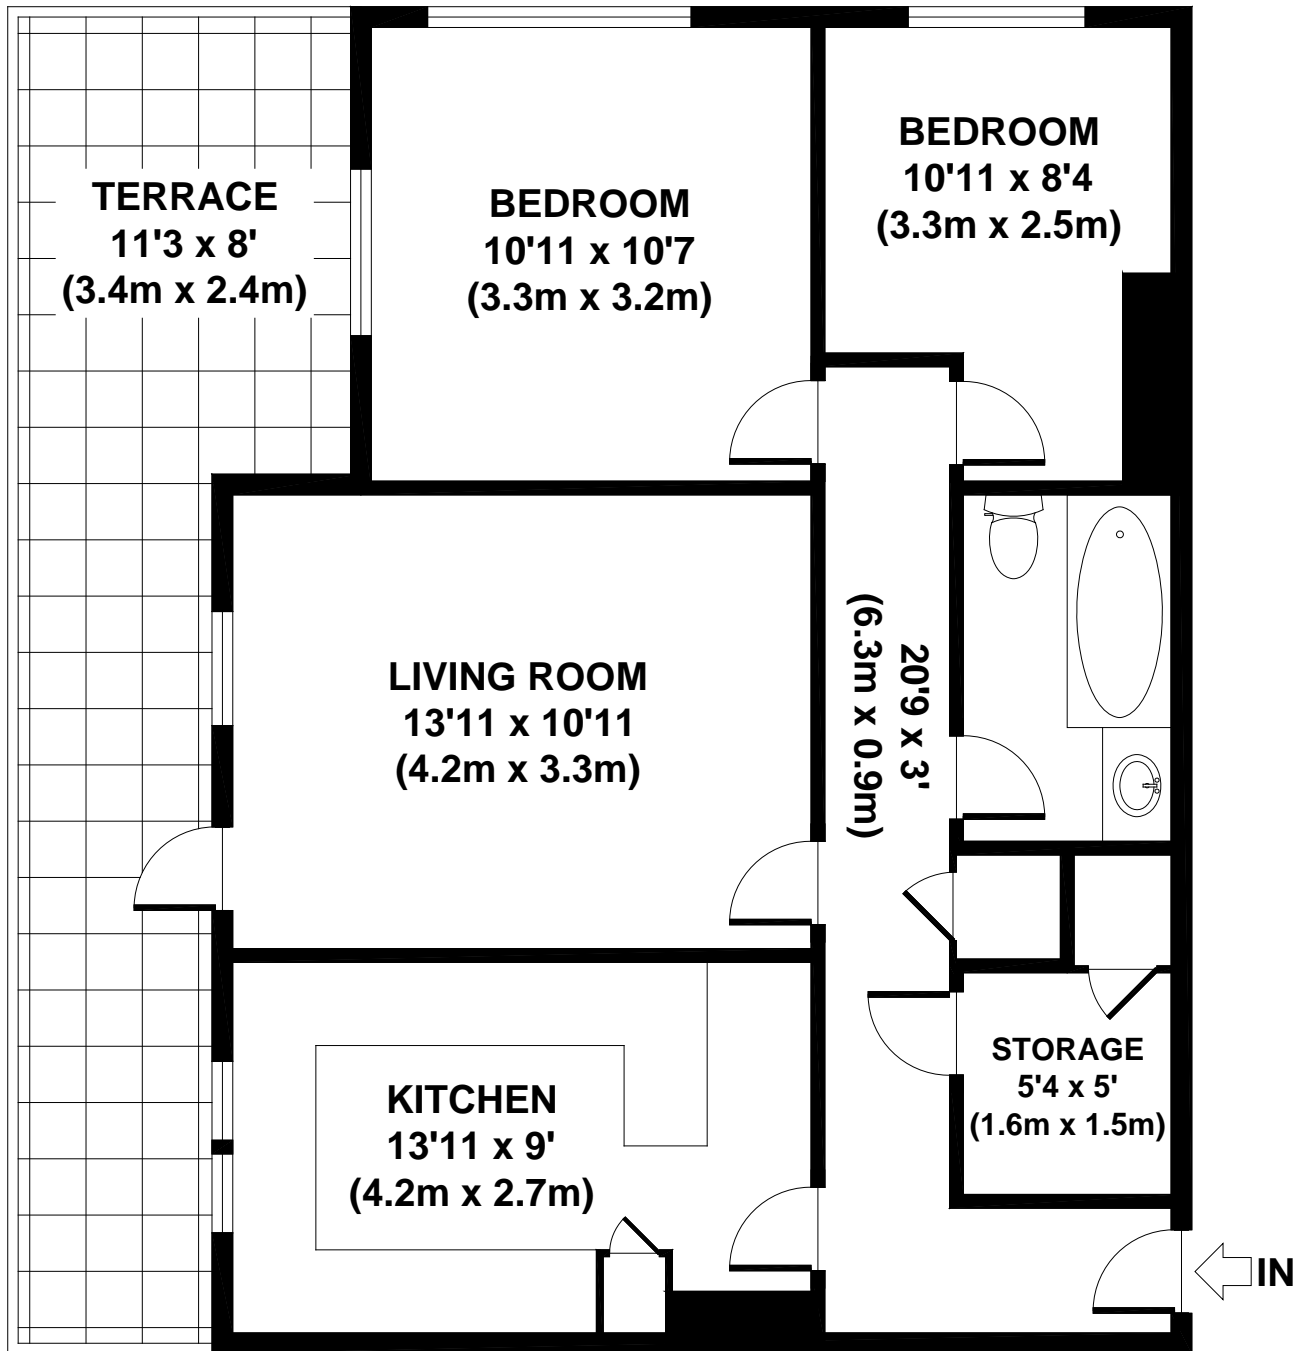 BEDROOM
10'11 x 8'4
(3.3m x 2.5m)
TERRACE
11'3 x 8'
(3.4m x 2.4m)
BEDROOM
10'11 x 10'7
(3.3m x 3.2m)
LIVING ROOM
13'11 x 10'11
(4.2m x 3.3m)
20'9 x 3'
(6.3m x 0.9m)
STORAGE
5'4 x 5'
(1.6m x 1.5m)
KITCHEN
13'11 x 9'
(4.2m x 2.7m)
IN